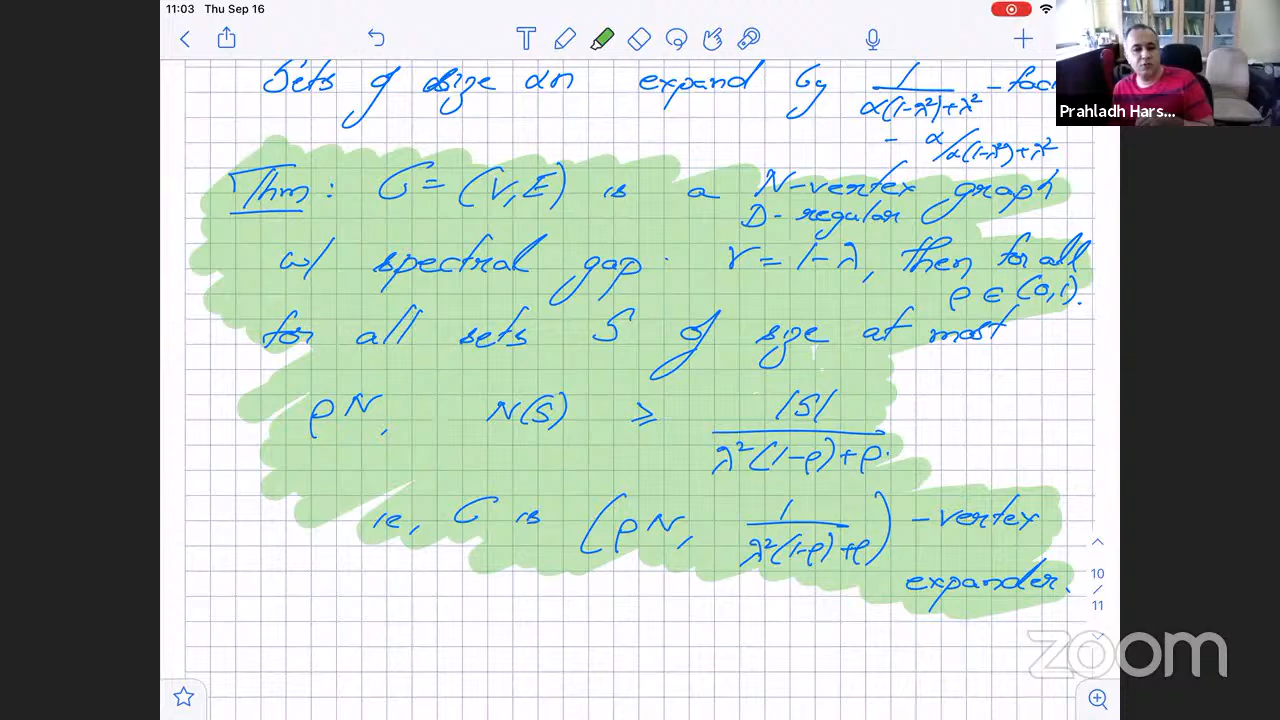 11:03 Thu Sep 16
Sets of size αn expand by 1/(α(1-λ²)+λ²) -fac
- α/α(1-λ²)+λ²
Thm: G = (V,E) is a N-vertex graph
D-regular
w/ spectral gap γ = 1-λ, then for all
ρ ∈ (0,1).
for all sets S of size at most
ρN, N(S) ≥ |S|/(λ²(1-ρ)+ρ).
ie, G is (ρN, 1/(λ²(1-ρ)+ρ)) -vertex
expander.
Prahladh Hars...
10
/
11
zoom